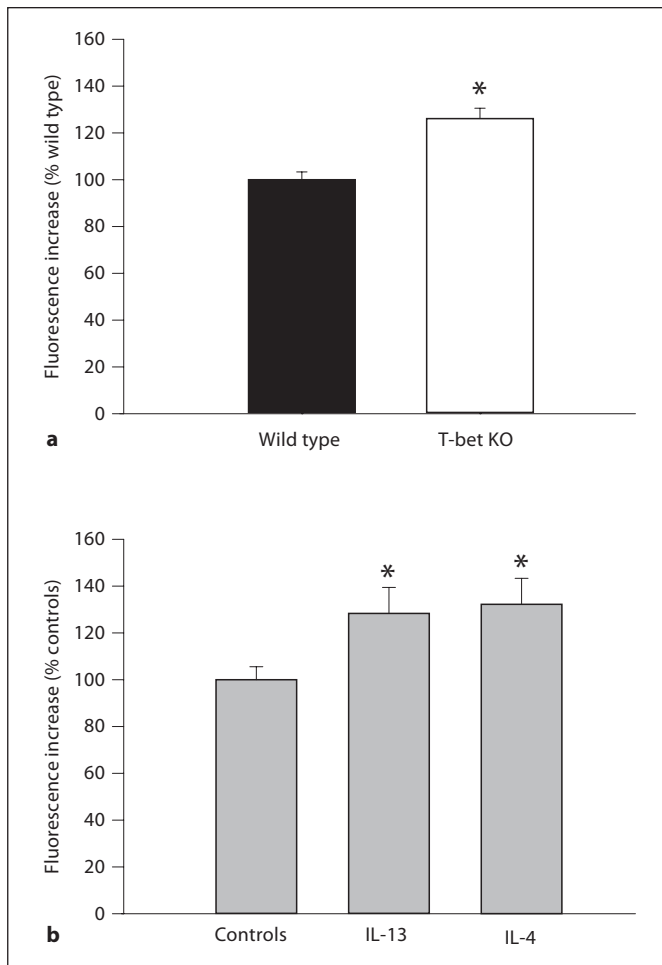 Fluorescence increase (% wild type)
160
140
120
100
80
60
40
20
0
*
a
Wild type
T-bet KO
Fluorescence increase (% controls)
160
140
120
100
80
60
40
20
0
*
*
b
Controls
IL-13
IL-4